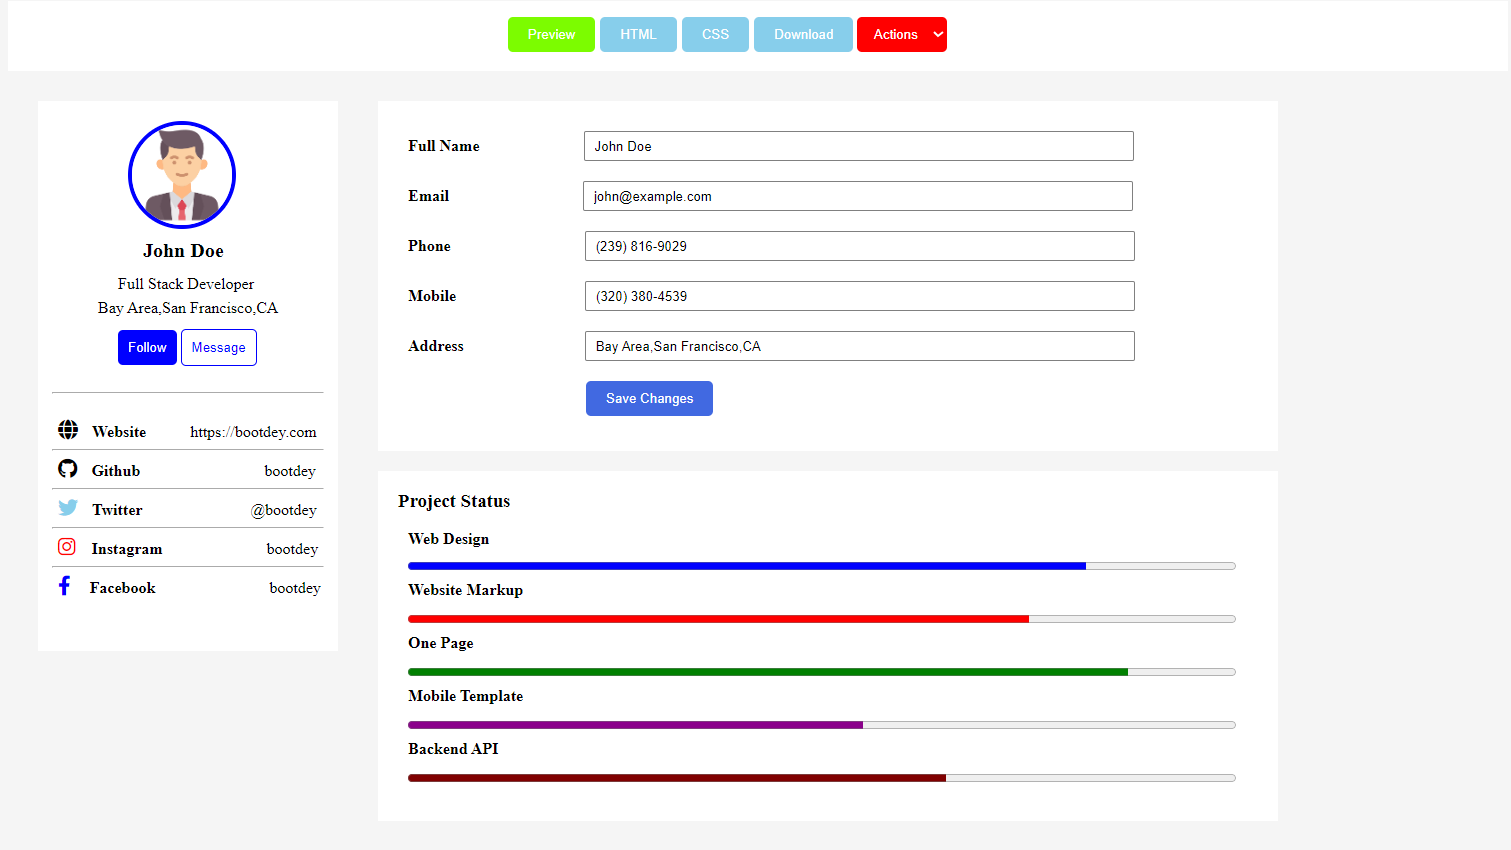 Preview HTML CSS Download Actions
John Doe
Full Stack Developer
Bay Area,San Francisco,CA
Follow Message
Website https://bootdey.com
Github bootdey
Twitter @bootdey
Instagram bootdey
Facebook bootdey
Full Name John Doe
Email john@example.com
Phone (239) 816-9029
Mobile (320) 380-4539
Address Bay Area,San Francisco,CA
Save Changes
Project Status
Web Design
Website Markup
One Page
Mobile Template
Backend API